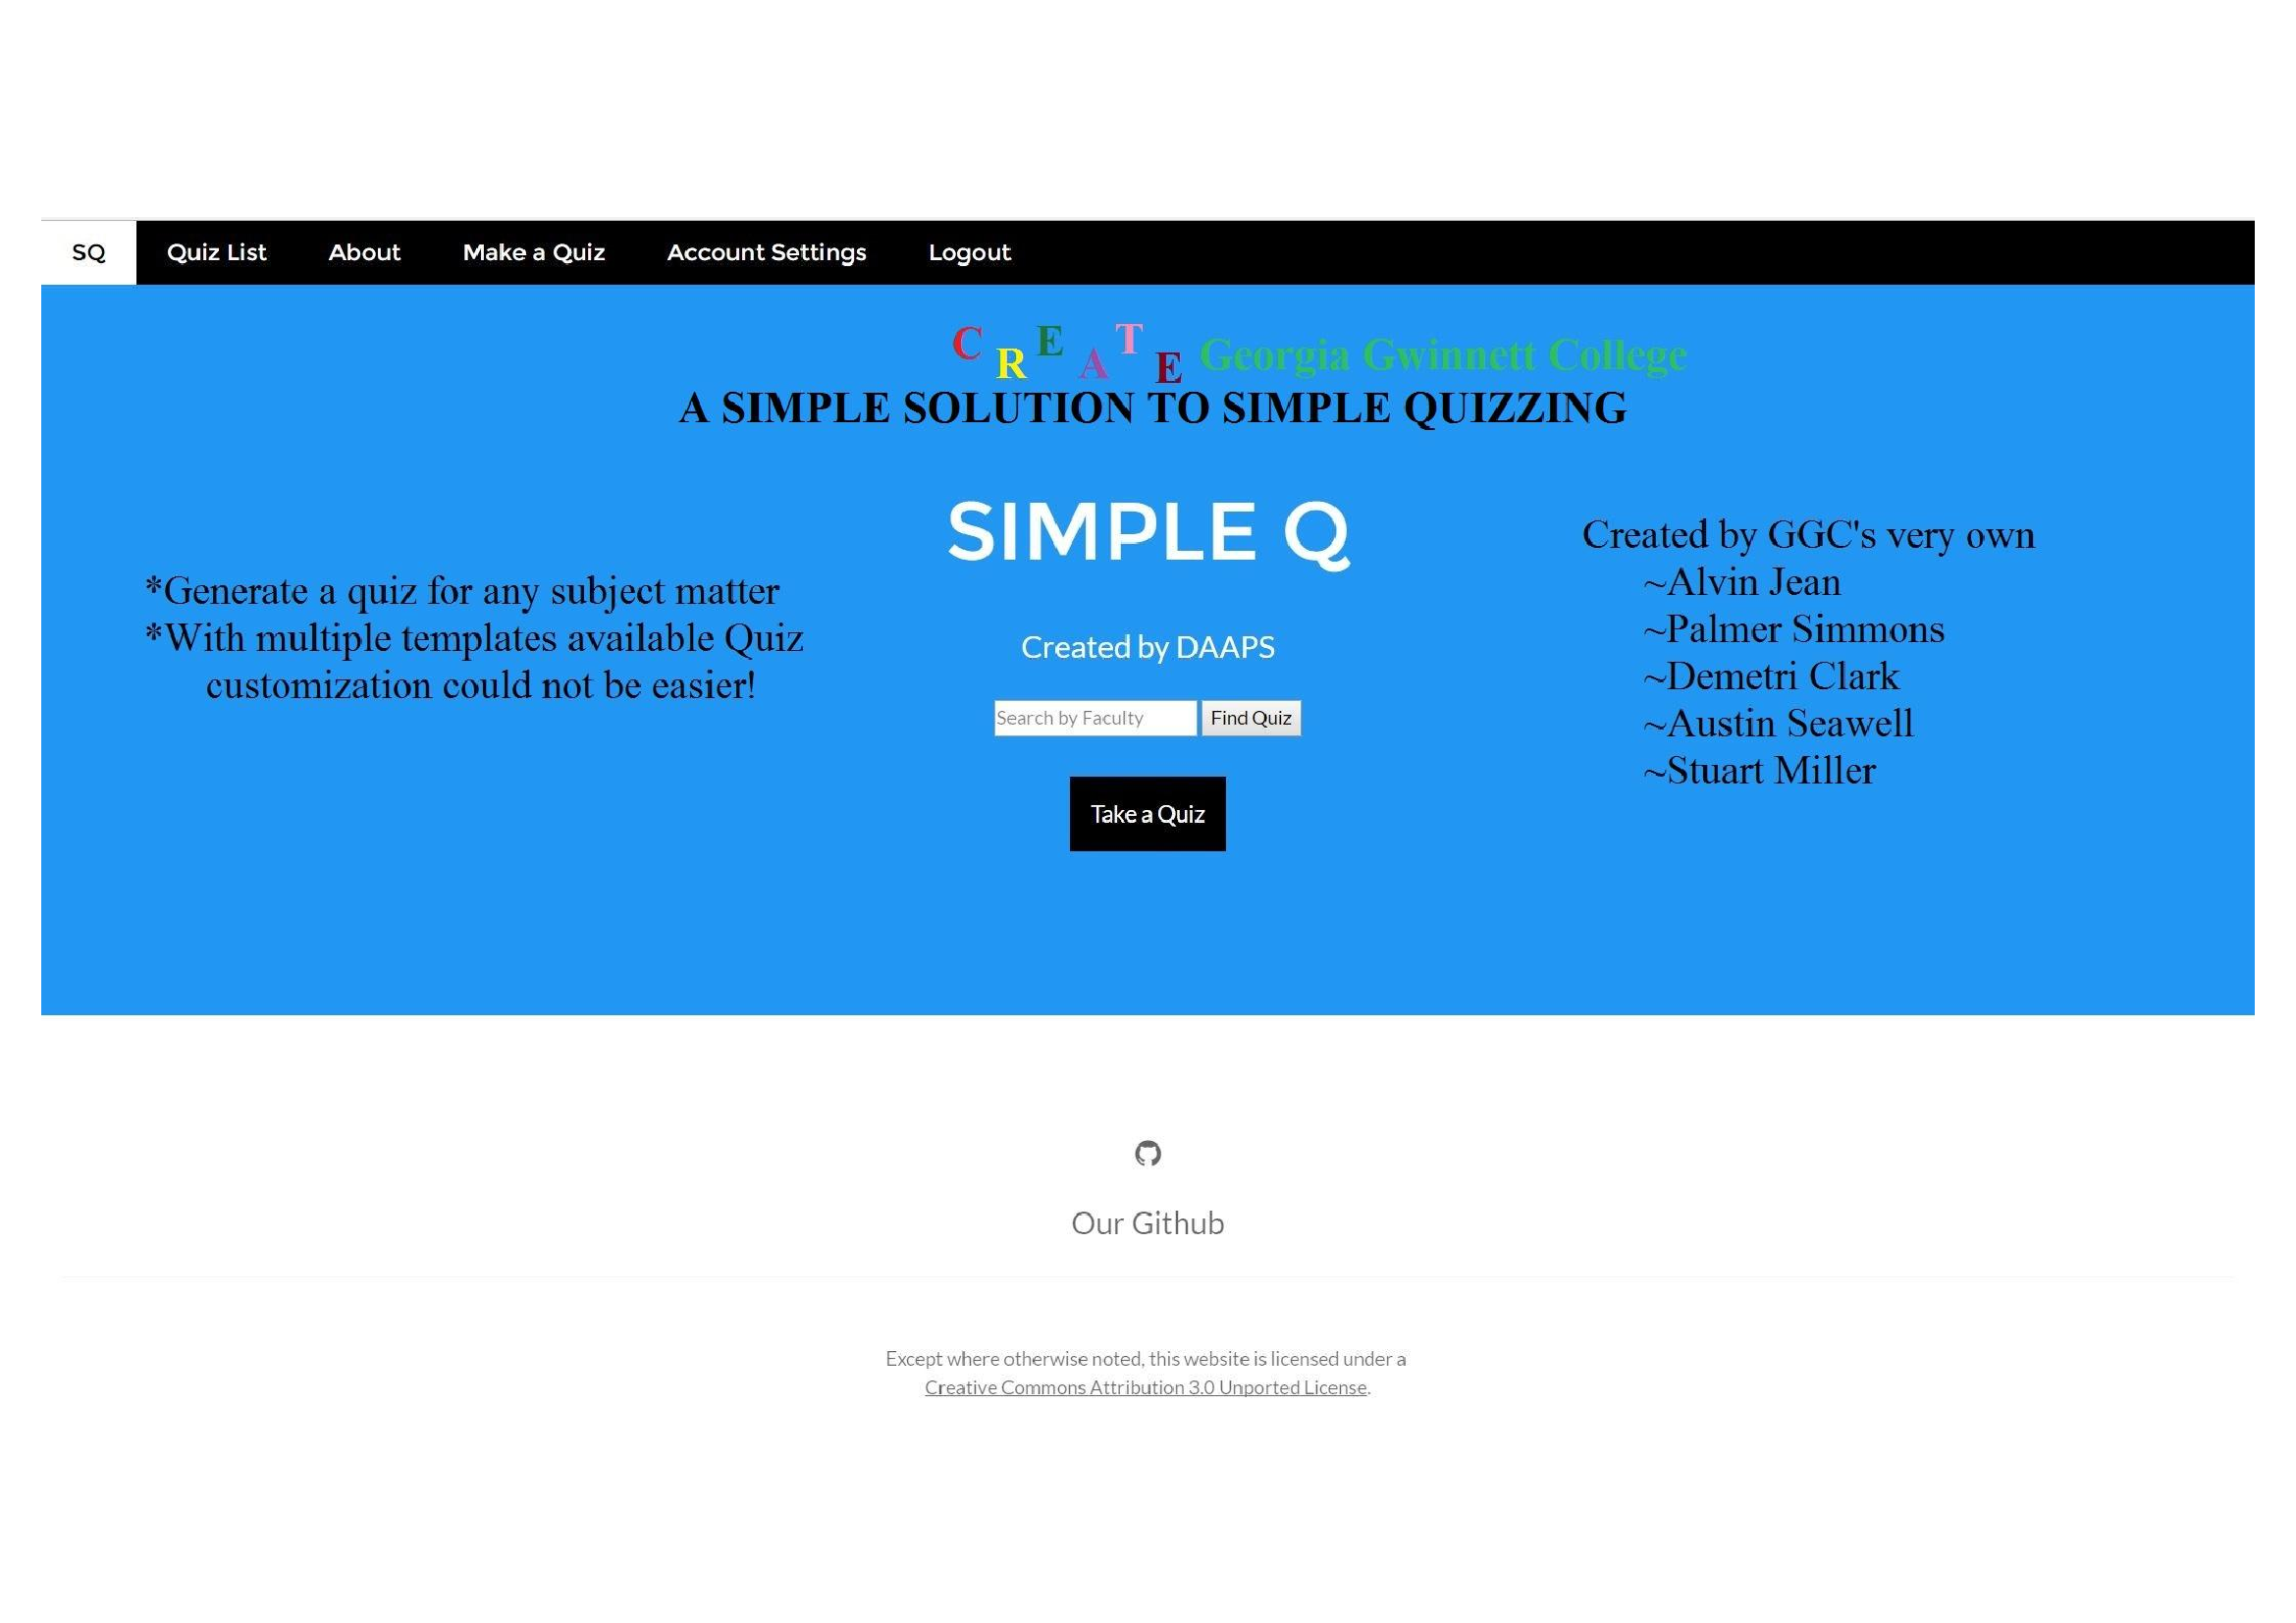 SQ Quiz List About Make a Quiz Account Settings Logout
CREATE Georgia Gwinnett College
A SIMPLE SOLUTION TO SIMPLE QUIZZING
SIMPLE Q
*Generate a quiz for any subject matter
*With multiple templates available Quiz
customization could not be easier!
Created by DAAPS
Search by Faculty Find Quiz
Take a Quiz
Created by GGC's very own
~Alvin Jean
~Palmer Simmons
~Demetri Clark
~Austin Seawell
~Stuart Miller
Our Github
Except where otherwise noted, this website is licensed under a
Creative Commons Attribution 3.0 Unported License.